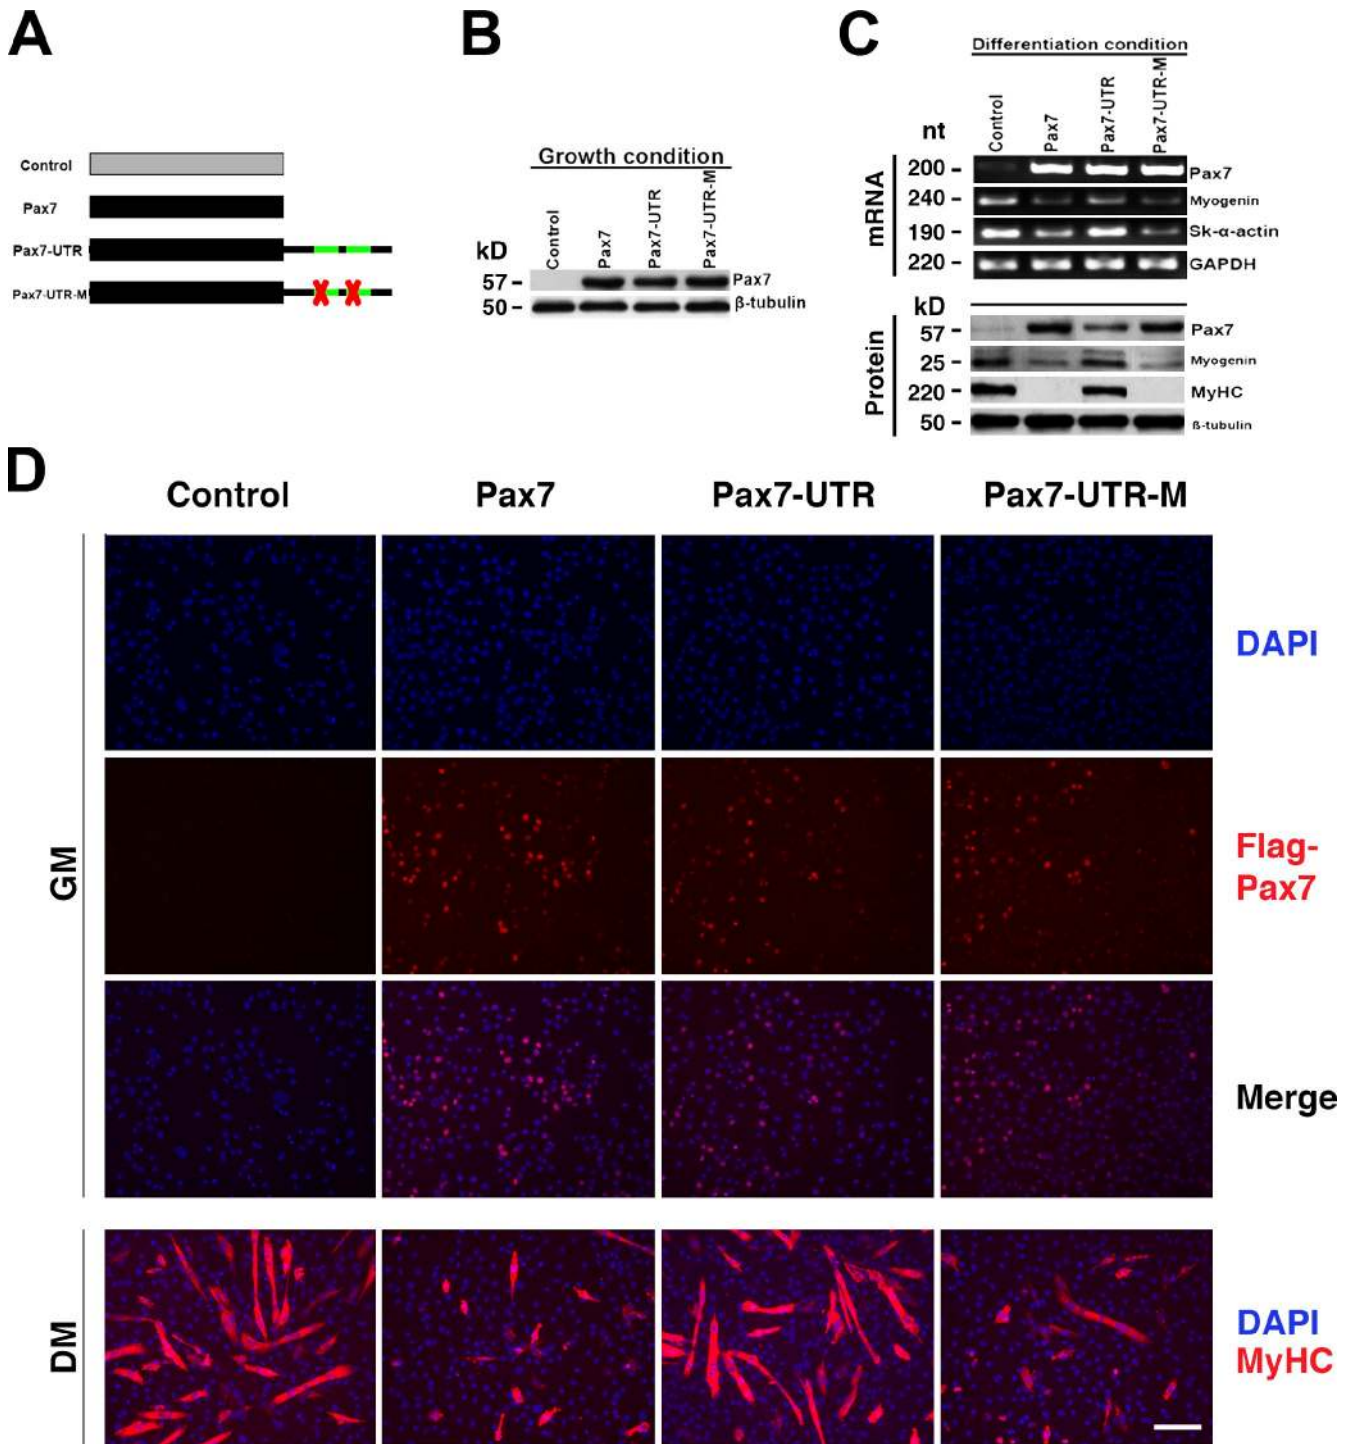 A
Control
Pax7
Pax7-UTR
Pax7-UTR-M
B
Growth condition
Control
Pax7
Pax7-UTR
Pax7-UTR-M
kD
57 – Pax7
50 – ß-tubulin
C
Differentiation condition
Control
Pax7
Pax7-UTR
Pax7-UTR-M
nt
mRNA
200 – Pax7
240 – Myogenin
190 – Sk-α-actin
220 – GAPDH
kD
Protein
57 – Pax7
25 – Myogenin
220 – MyHC
50 – ß-tubulin
D
Control Pax7 Pax7-UTR Pax7-UTR-M
GM
DAPI
Flag-
Pax7
Merge
DM
DAPI
MyHC